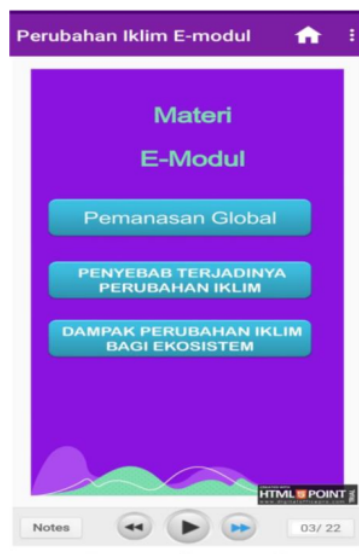 Perubahan Iklim E-modul
Materi
E-Modul
Pemanasan Global
PENYEBAB TERJADINYA
PERUBAHAN IKLIM
DAMPAK PERUBAHAN IKLIM
BAGI EKOSISTEM
HTML5 POINT
Notes
03/ 22